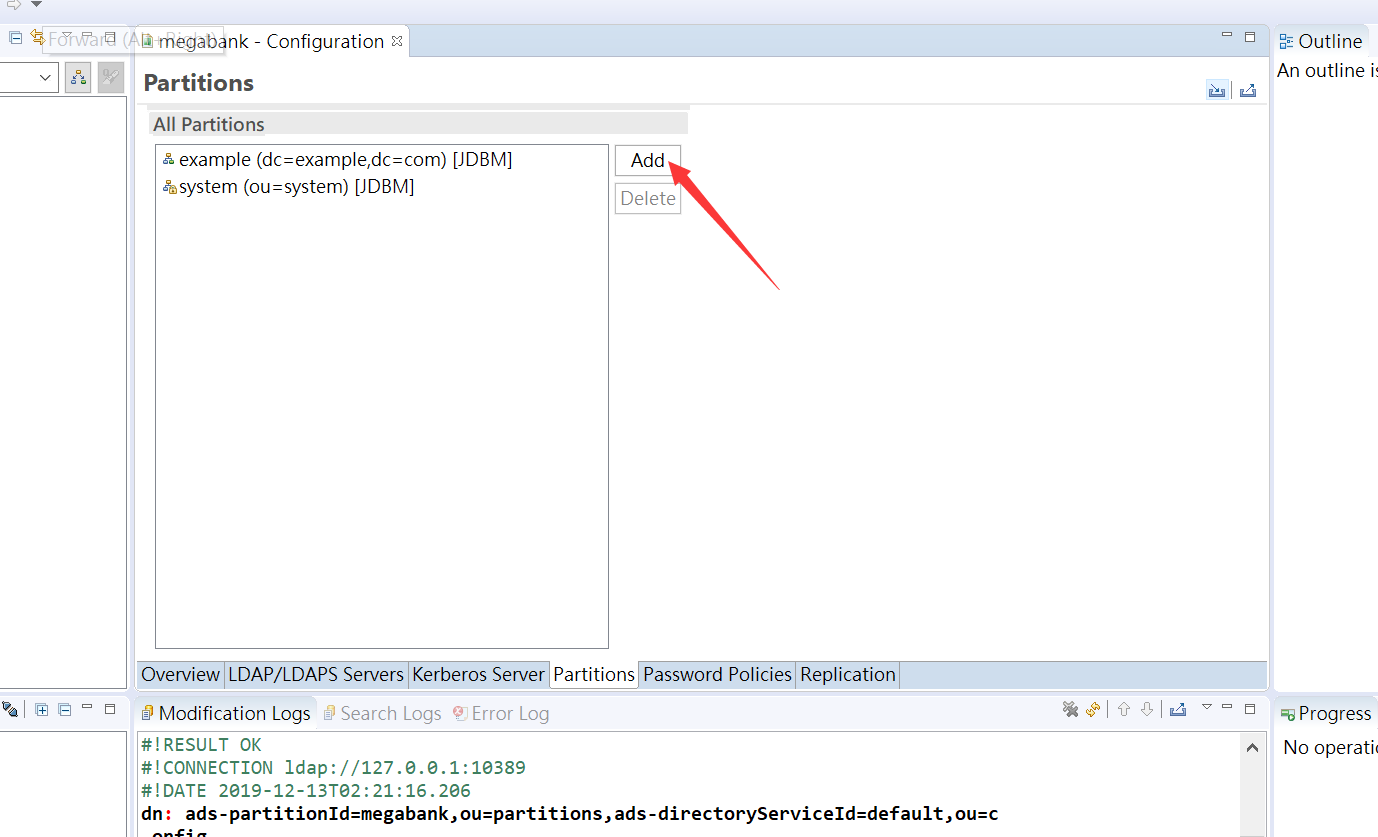 Forward (Alt+Right)
megabank - Configuration
Outline
An outline is
Partitions
All Partitions
example (dc=example,dc=com) [JDBM]
system (ou=system) [JDBM]
Add
Delete
Overview LDAP/LDAPS Servers Kerberos Server Partitions Password Policies Replication
Modification Logs Search Logs Error Log
Progress
No operatio
#!RESULT OK
#!CONNECTION ldap://127.0.0.1:10389
#!DATE 2019-12-13T02:21:16.206
dn: ads-partitionId=megabank,ou=partitions,ads-directoryServiceId=default,ou=c
onfig